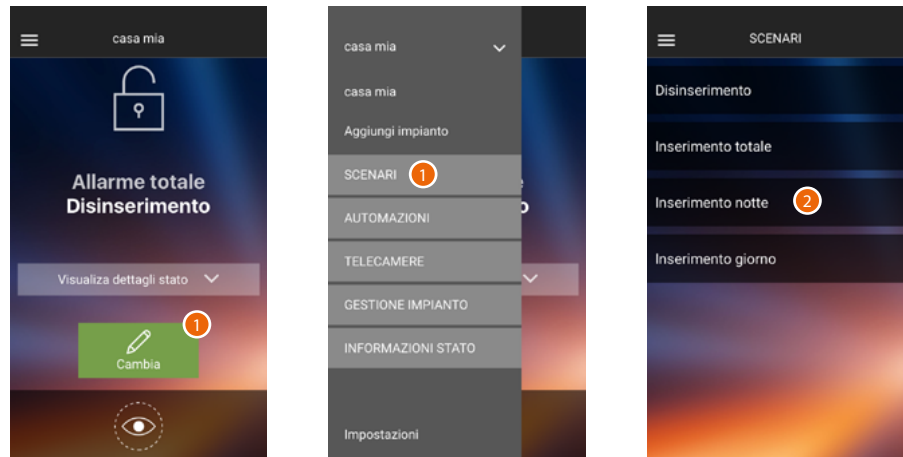 casa mia
Allarme totale
Disinserimento
Visualizza dettagli stato
1
Cambia
casa mia
casa mia
Aggiungi impianto
SCENARI 1
AUTOMAZIONI
TELECAMERE
GESTIONE IMPIANTO
INFORMAZIONI STATO
Impostazioni
SCENARI
Disinserimento
Inserimento totale
Inserimento notte 2
Inserimento giorno